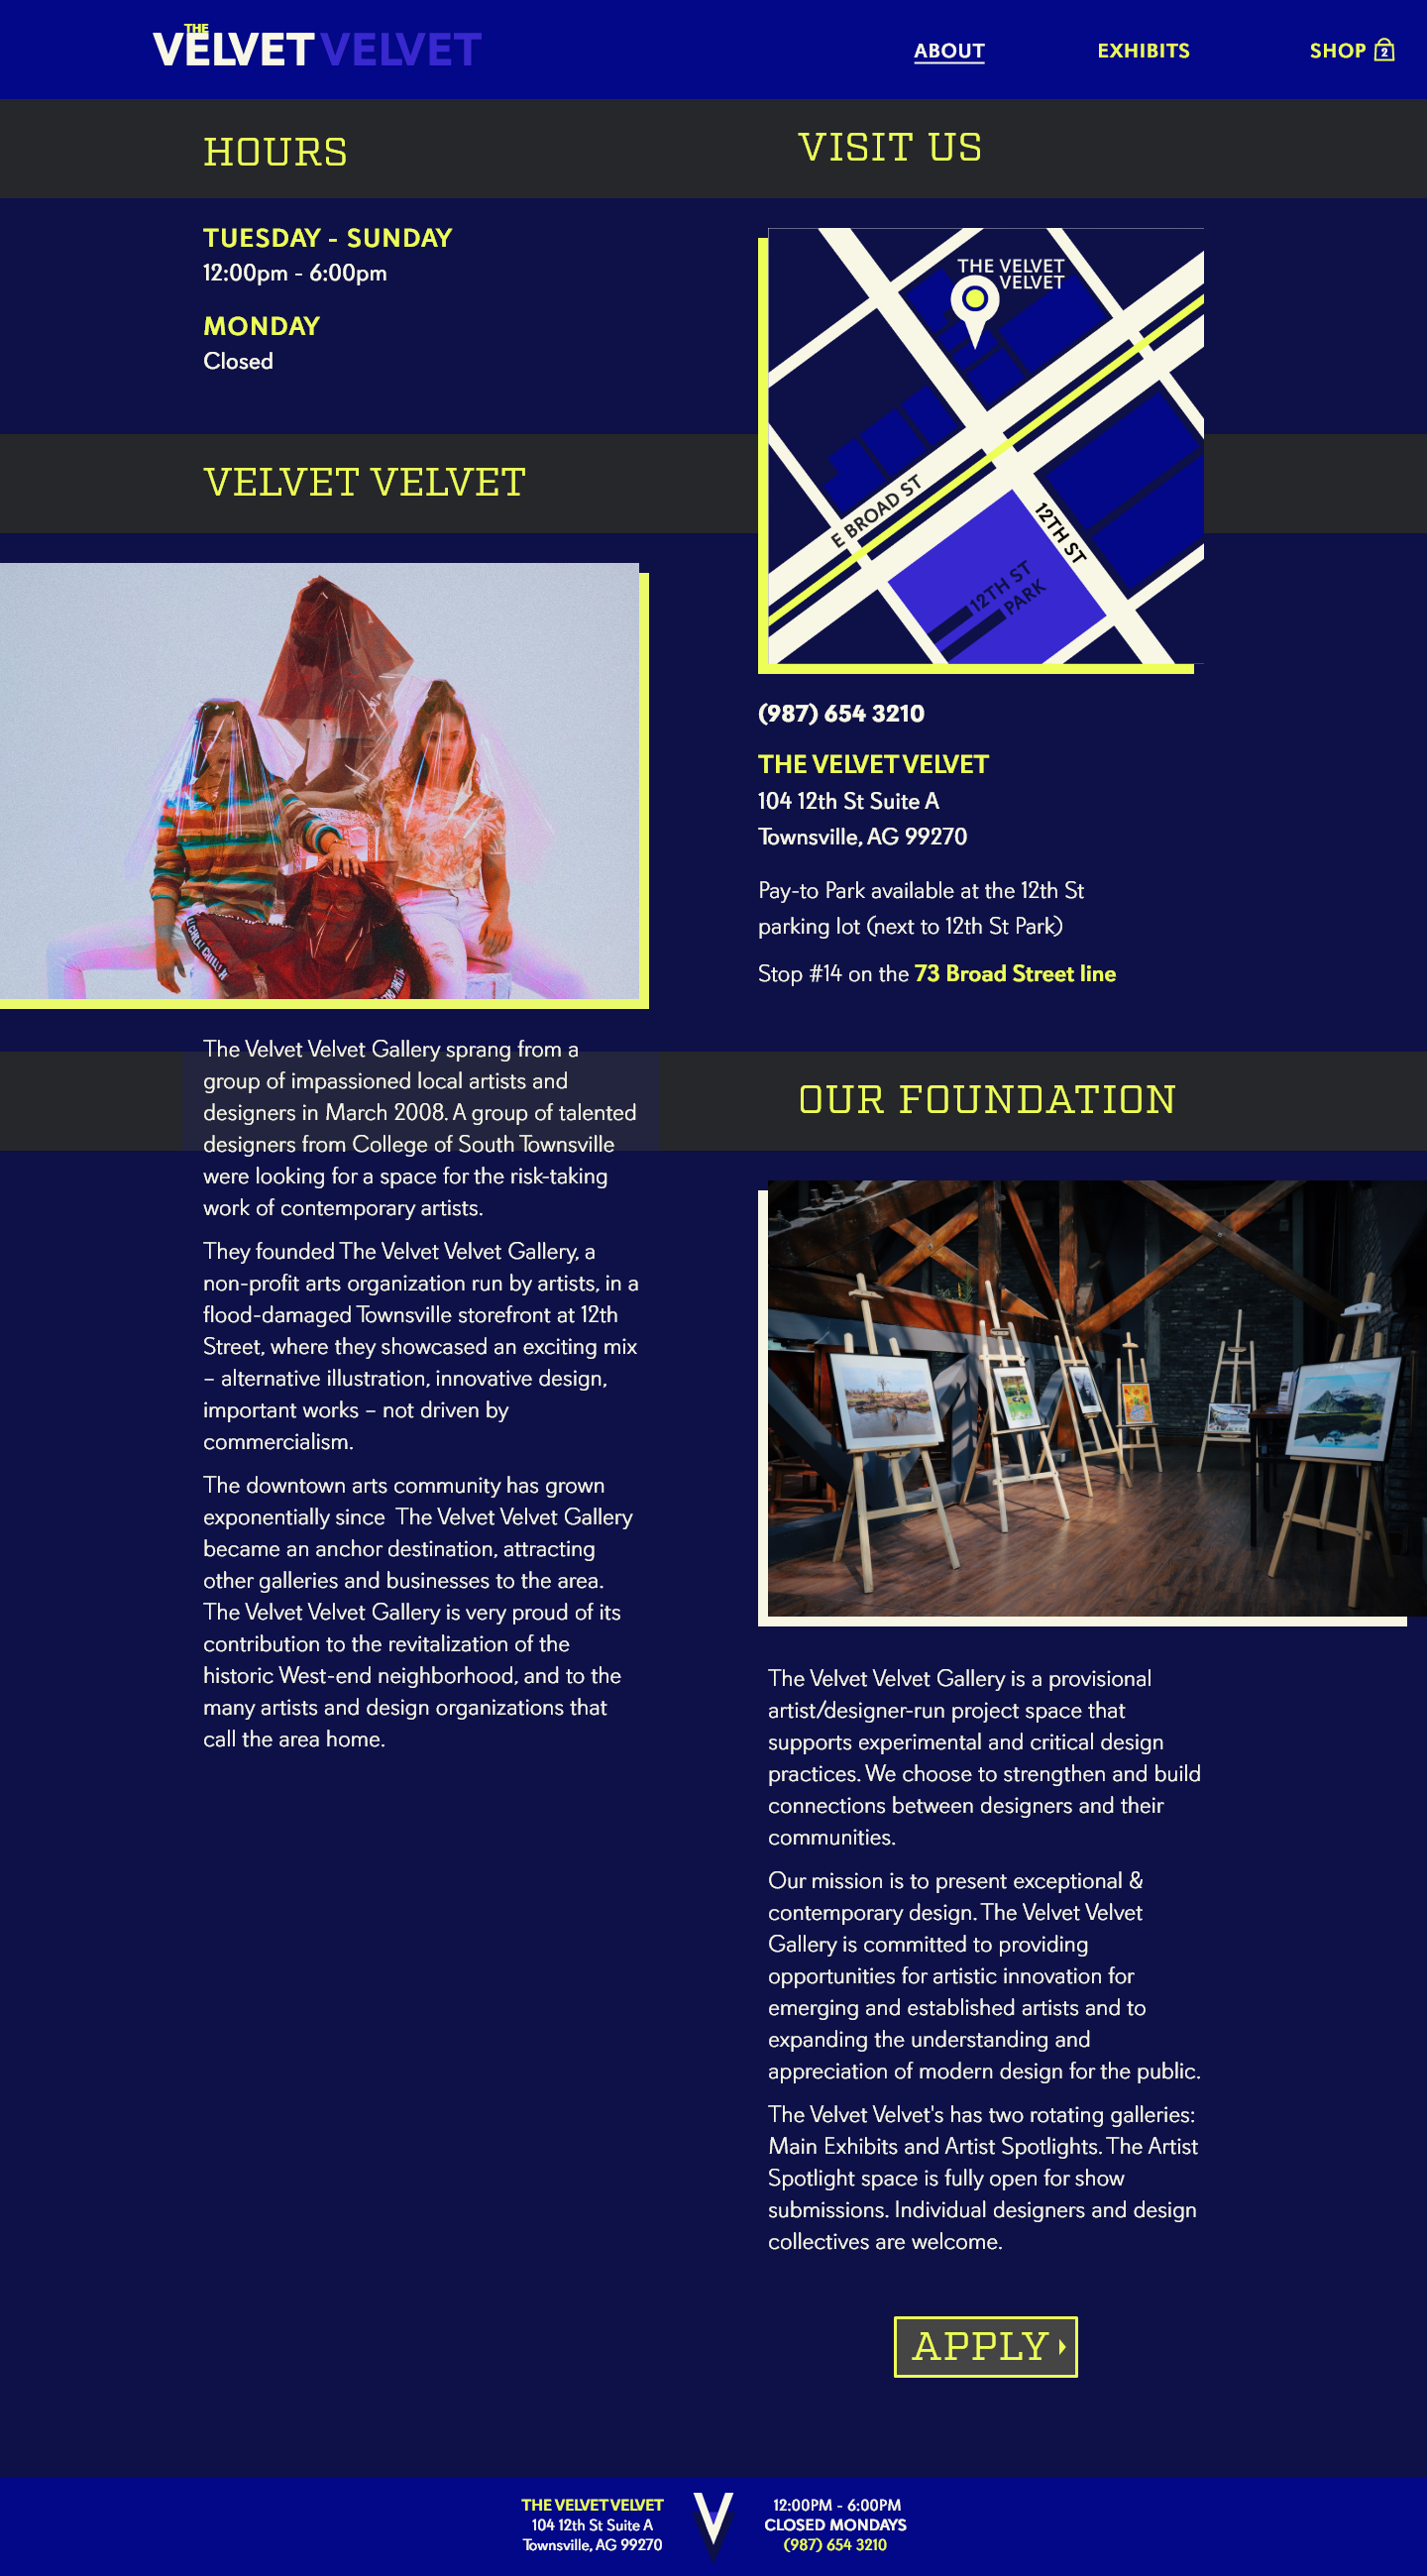 THE
VELVET VELVET
ABOUT
EXHIBITS
SHOP 2
HOURS
TUESDAY - SUNDAY
12:00pm - 6:00pm
MONDAY
Closed
VISIT US
THE VELVET
VELVET
E BROAD ST
12TH ST
12TH ST
PARK
(987) 654 3210
THE VELVET VELVET
104 12th St Suite A
Townsville, AG 99270
Pay-to Park available at the 12th St
parking lot (next to 12th St Park)
Stop #14 on the 73 Broad Street line
VELVET VELVET
The Velvet Velvet Gallery sprang from a
group of impassioned local artists and
designers in March 2008. A group of talented
designers from College of South Townsville
were looking for a space for the risk-taking
work of contemporary artists.
They founded The Velvet Velvet Gallery, a
non-profit arts organization run by artists, in a
flood-damaged Townsville storefront at 12th
Street, where they showcased an exciting mix
– alternative illustration, innovative design,
important works – not driven by
commercialism.
The downtown arts community has grown
exponentially since  The Velvet Velvet Gallery
became an anchor destination, attracting
other galleries and businesses to the area.
The Velvet Velvet Gallery is very proud of its
contribution to the revitalization of the
historic West-end neighborhood, and to the
many artists and design organizations that
call the area home.
OUR FOUNDATION
The Velvet Velvet Gallery is a provisional
artist/designer-run project space that
supports experimental and critical design
practices. We choose to strengthen and build
connections between designers and their
communities.
Our mission is to present exceptional &
contemporary design. The Velvet Velvet
Gallery is committed to providing
opportunities for artistic innovation for
emerging and established artists and to
expanding the understanding and
appreciation of modern design for the public.
The Velvet Velvet's has two rotating galleries:
Main Exhibits and Artist Spotlights. The Artist
Spotlight space is fully open for show
submissions. Individual designers and design
collectives are welcome.
APPLY
THE VELVET VELVET
104 12th St Suite A
Townsville, AG 99270
V
12:00PM - 6:00PM
CLOSED MONDAYS
(987) 654 3210